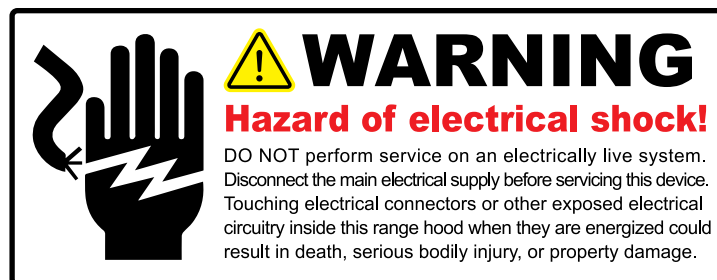 WARNING
Hazard of electrical shock!
DO NOT perform service on an electrically live system.
Disconnect the main electrical supply before servicing this device.
Touching electrical connectors or other exposed electrical
circuitry inside this range hood when they are energized could
result in death, serious bodily injury, or property damage.